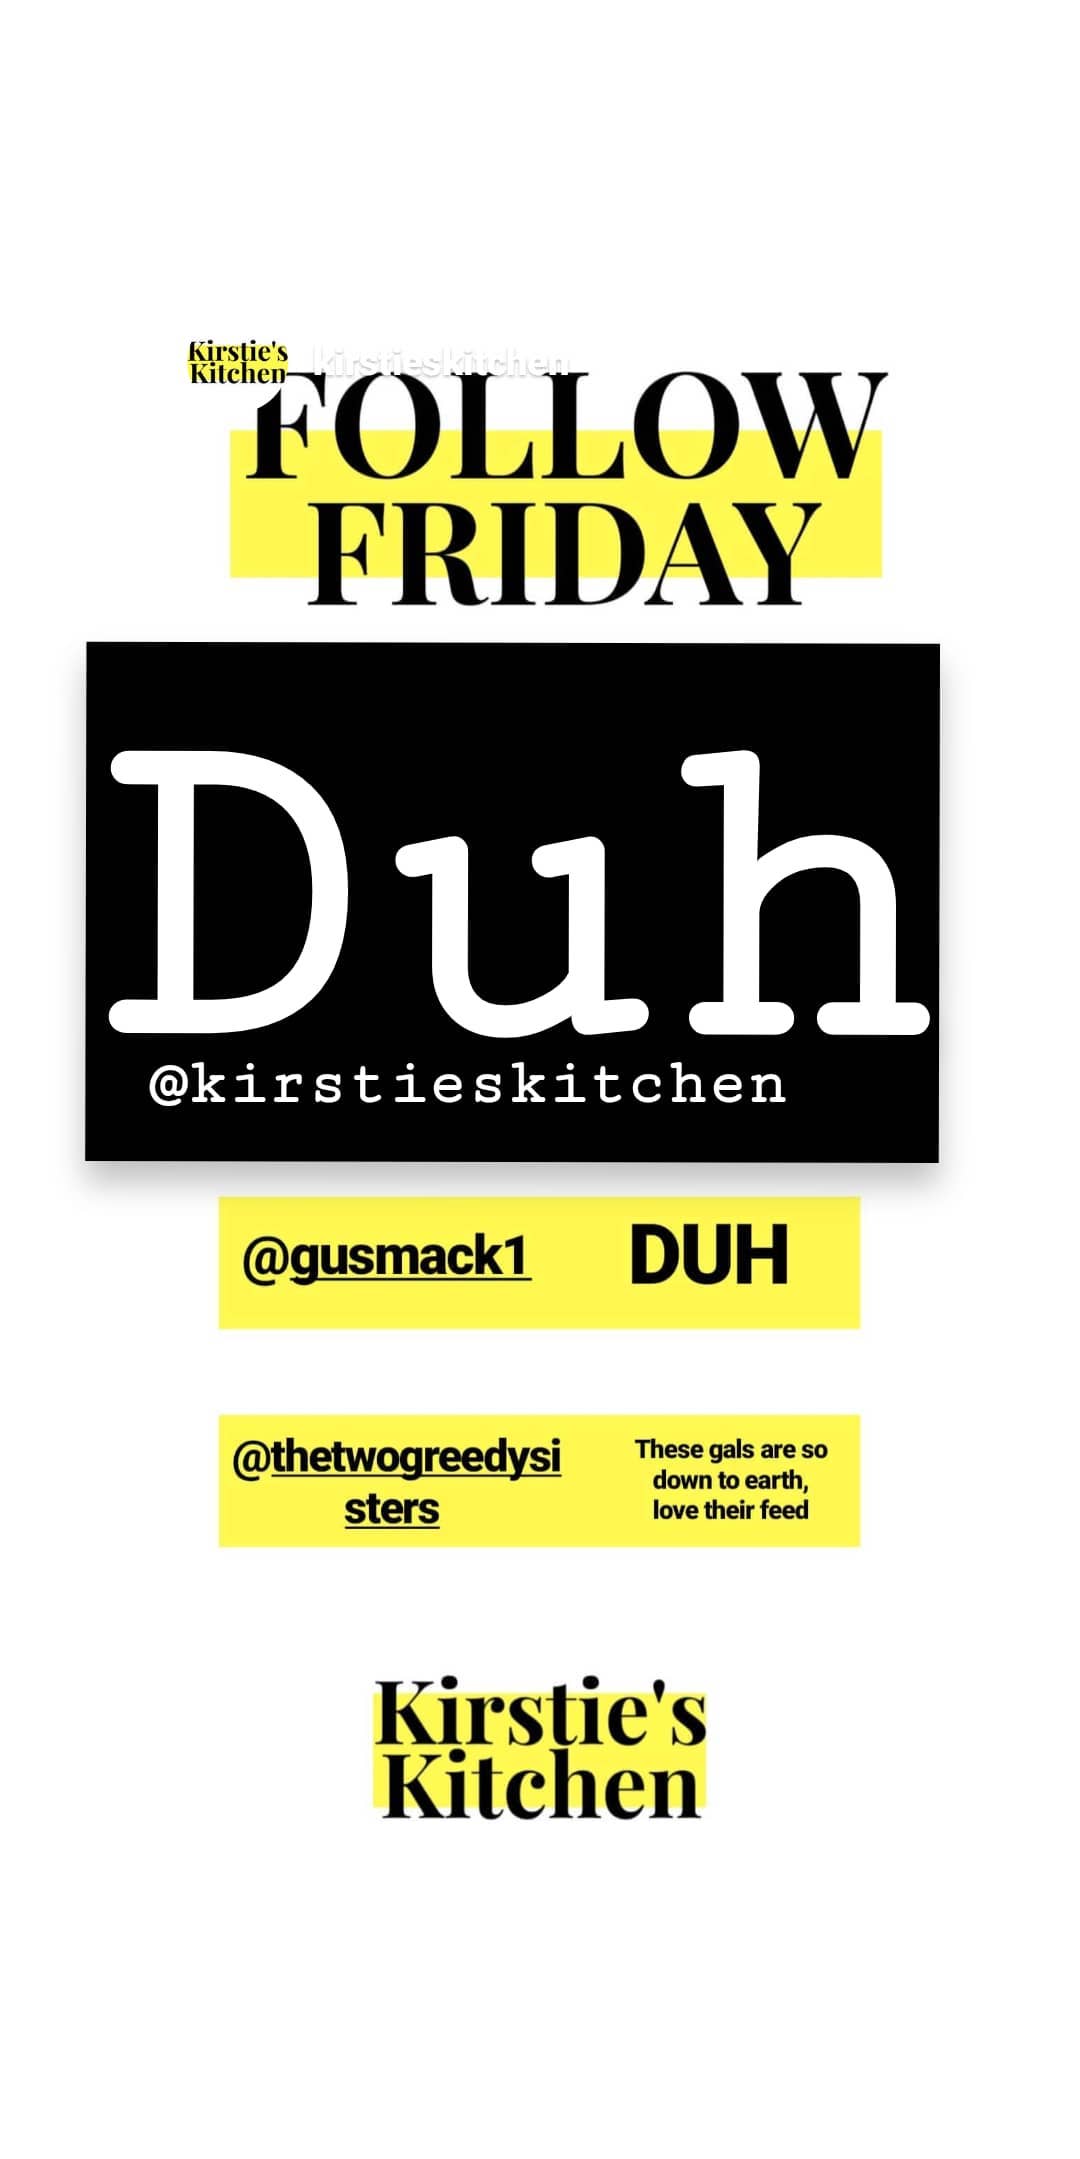 Kirstie's
Kitchen
kirstieskitchen
FOLLOW
FRIDAY
Duh
@kirstieskitchen
@gusmack1
DUH
@thetwogreedysi
sters
These gals are so
down to earth,
love their feed
Kirstie's
Kitchen